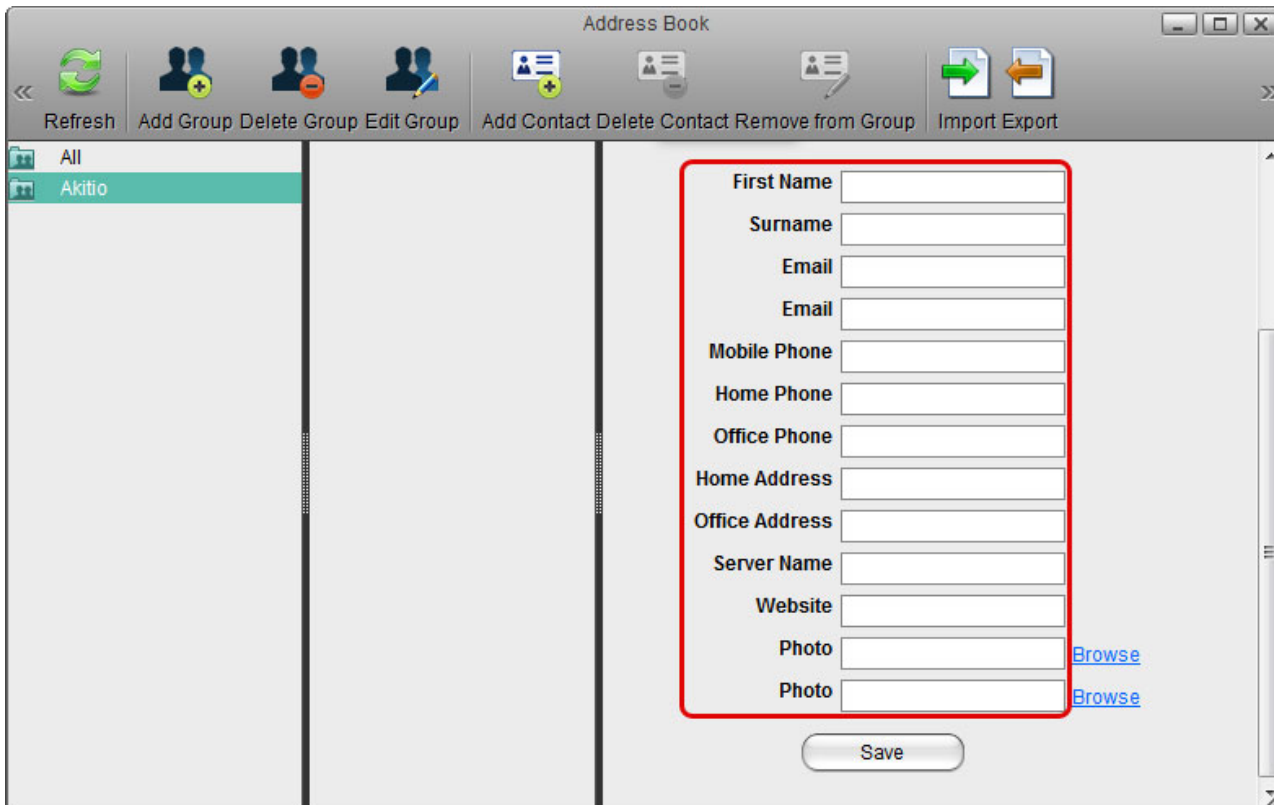 Address Book
Refresh Add Group Delete Group Edit Group Add Contact Delete Contact Remove from Group Import Export
All
Akitio
First Name
Surname
Email
Email
Mobile Phone
Home Phone
Office Phone
Home Address
Office Address
Server Name
Website
Photo Browse
Photo Browse
Save